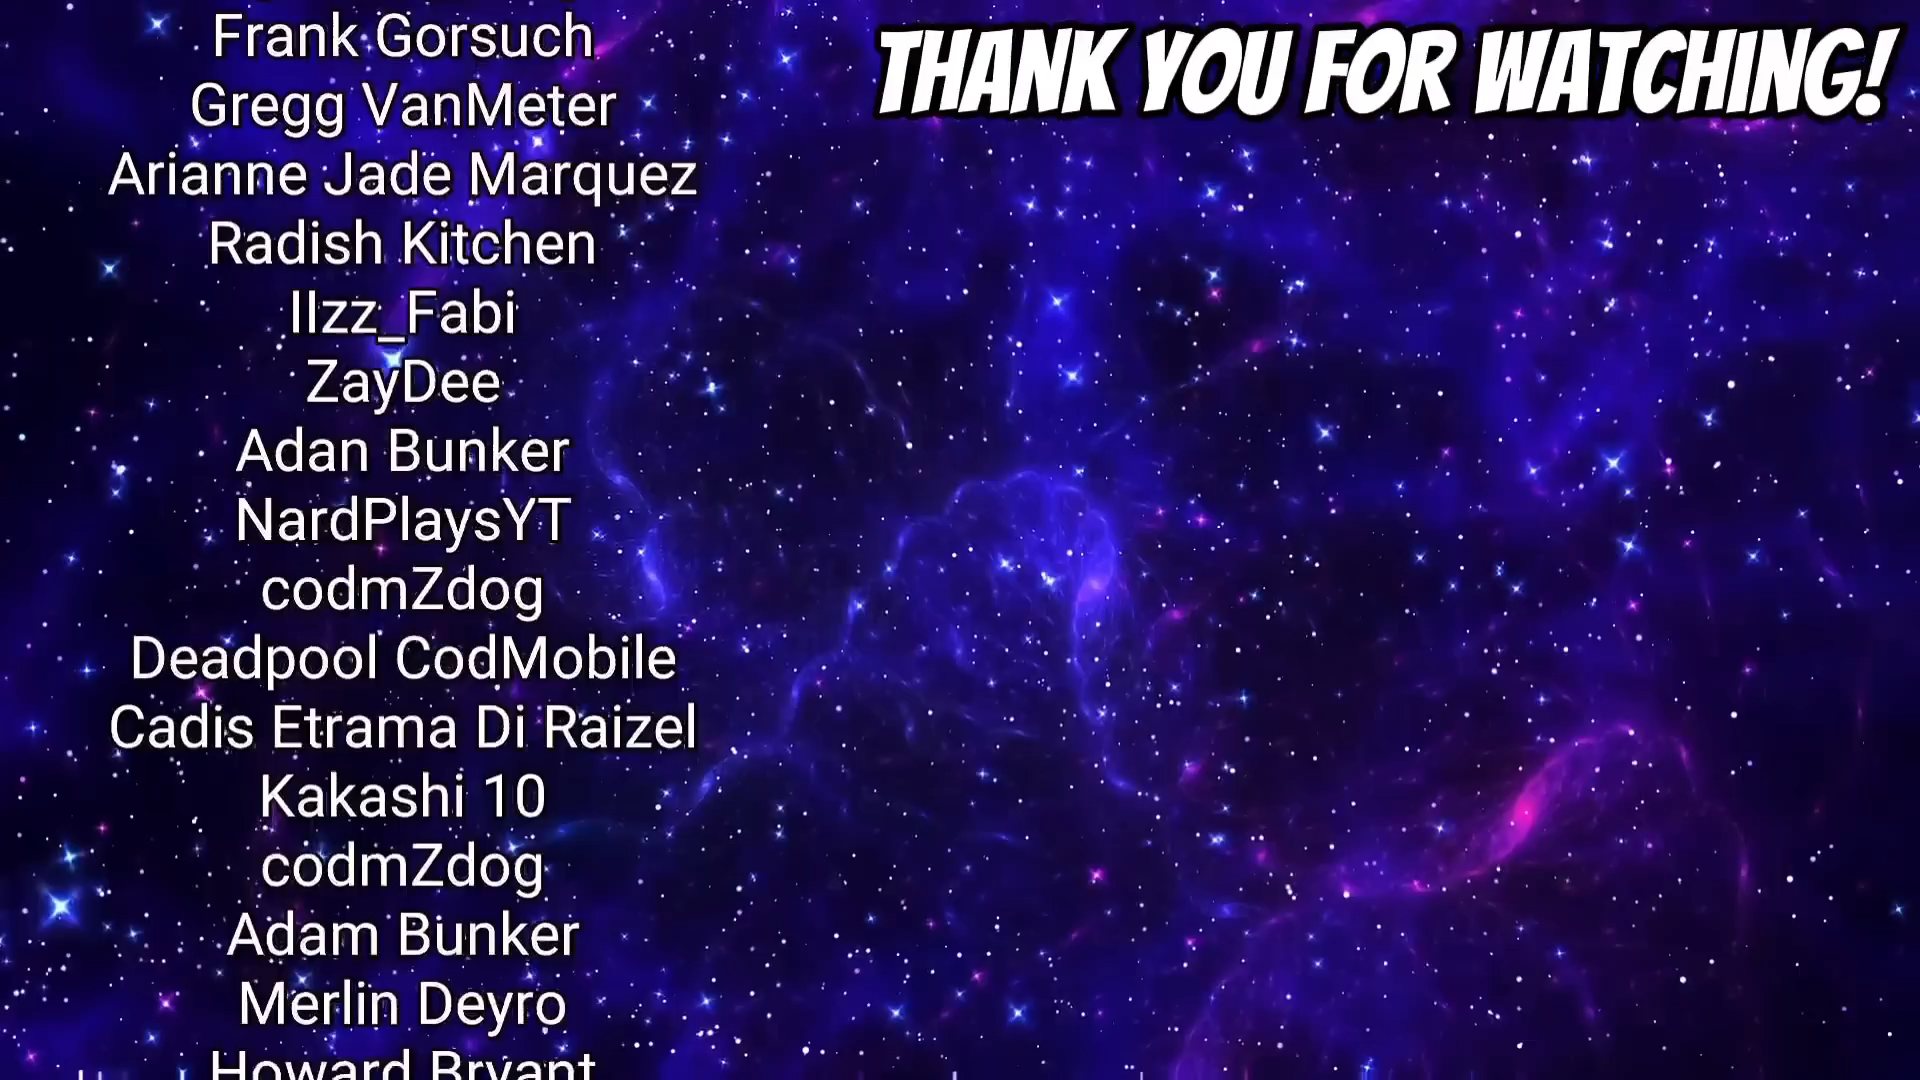 Frank Gorsuch
THANK YOU FOR WATCHING!
Gregg VanMeter
Arianne Jade Marquez
Radish Kitchen
IIzz_Fabi
ZayDee
Adan Bunker
NardPlaysYT
codmZdog
Deadpool CodMobile
Cadis Etrama Di Raizel
Kakashi 10
codmZdog
Adam Bunker
Merlin Deyro
Howard Bryant